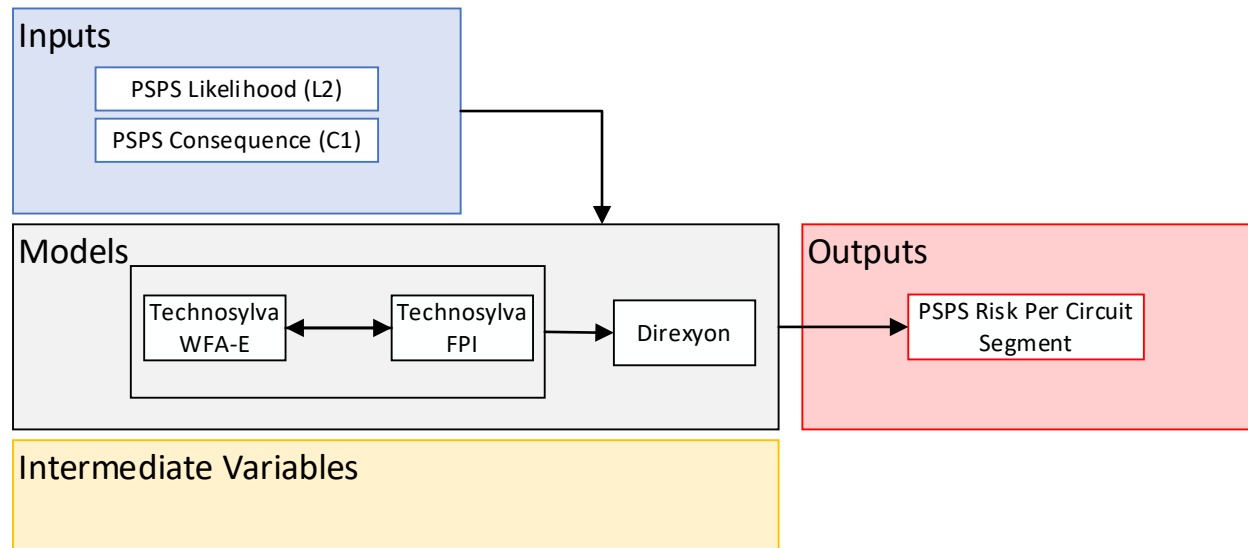 Inputs
PSPS Likelihood (L2)
PSPS Consequence (C1)
Models
Technosylva
WFA-E
Technosylva
FPI
Direxyon
Outputs
PSPS Risk Per Circuit
Segment
Intermediate Variables